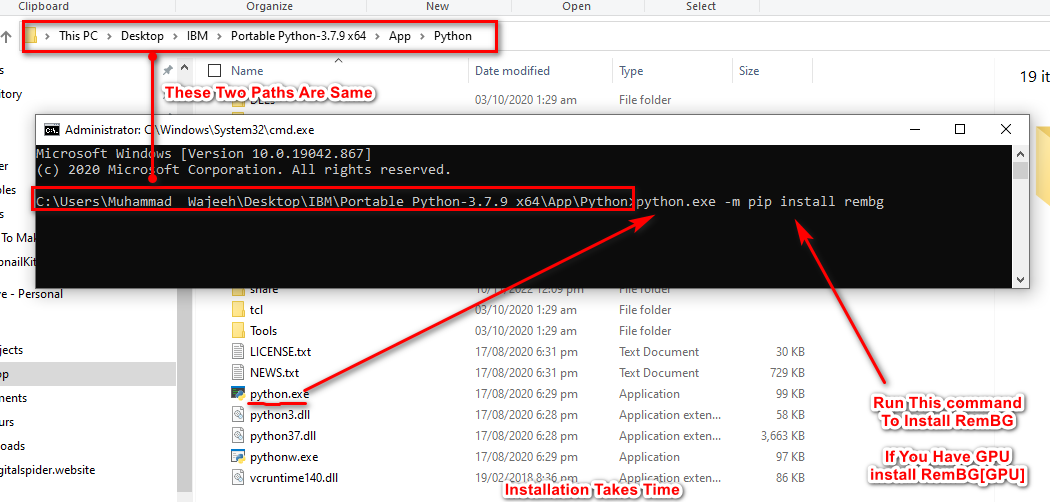 Clipboard Organize New Open Select
This PC > Desktop > IBM > Portable Python-3.7.9 x64 > App > Python
Name Date modified Type Size
19 it
tory
These Two Paths Are Same
03/10/2020 1:29 am File folder
Administrator: C:\Windows\System32\cmd.exe
Microsoft Windows [Version 10.0.19042.867]
(c) 2020 Microsoft Corporation. All rights reserved.
C:\Users\Muhammad  Wajeeh\Desktop\IBM\Portable Python-3.7.9 x64\App\Python>python.exe -m pip install rembg
er
ples
s
To Mak
onailKit
ve - Personal
jects
op
ments
urs
loads
gitalspider.website
share 12:09 pm File folder
tcl 03/10/2020 1:29 am File folder
Tools 03/10/2020 1:29 am File folder
LICENSE.txt 17/08/2020 6:31 pm Text Document 30 KB
NEWS.txt 17/08/2020 6:31 pm Text Document 729 KB
python.exe 17/08/2020 6:29 pm Application 99 KB
python3.dll 17/08/2020 6:28 pm Application exten... 58 KB
python37.dll 17/08/2020 6:28 pm Application exten... 3,663 KB
pythonw.exe 17/08/2020 6:28 pm Application 97 KB
vcruntime140.dll 19/02/2018 8:36 pm Application exten... 86 KB
Run This command
To Install RemBG
If You Have GPU
install RemBG[GPU]
Installation Takes Time